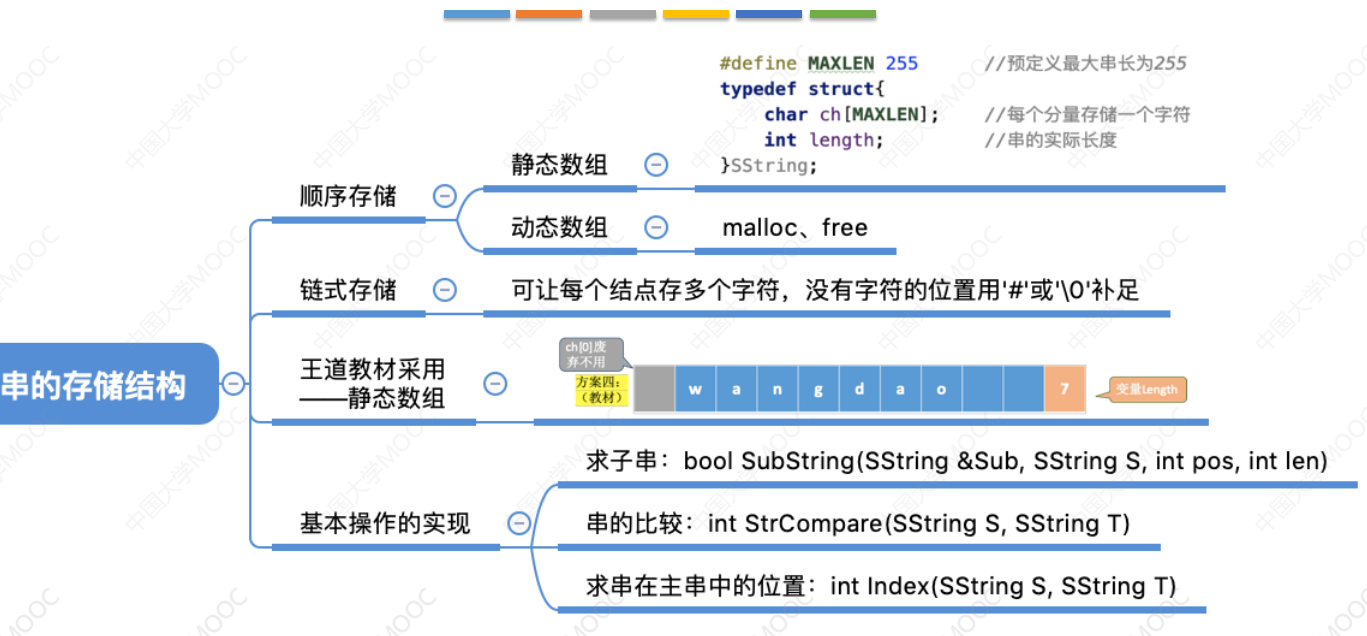 #define MAXLEN 255 //预定义最大串长为255
typedef struct{
char ch[MAXLEN]; //每个分量存储一个字符
int length; //串的实际长度
}SString;
静态数组
顺序存储
动态数组
malloc、free
链式存储
可让每个结点存多个字符，没有字符的位置用'#'或'\0'补足
串的存储结构
王道教材采用
——静态数组
ch[0]废
弃不用
方案四：
（教材）
w a n g d a o 7
变量Length
基本操作的实现
求子串：bool SubString(SString &Sub, SString S, int pos, int len)
串的比较：int StrCompare(SString S, SString T)
求串在主串中的位置：int Index(SString S, SString T)
中国大学MOOC